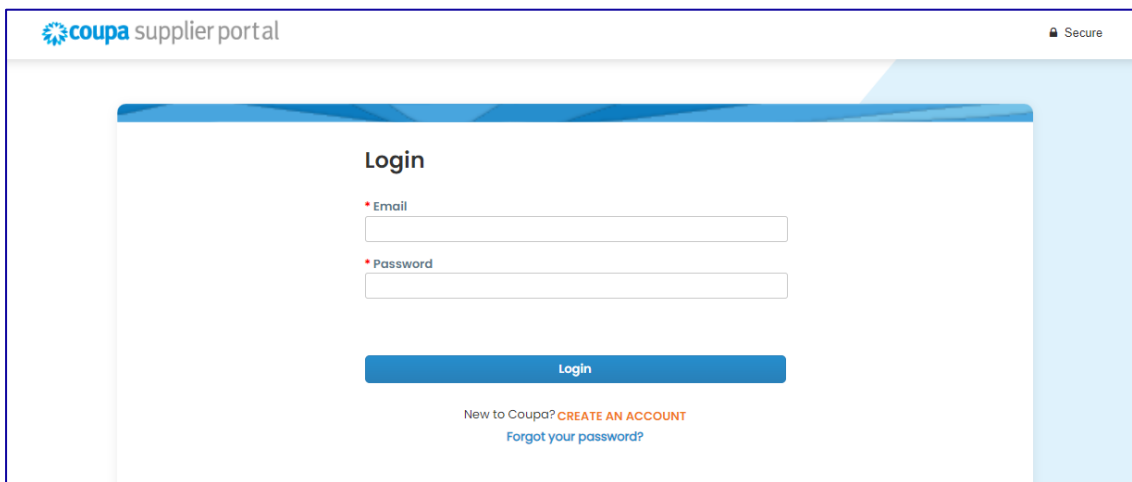 coupa supplier portal
Secure
Login
* Email
* Password
Login
New to Coupa? CREATE AN ACCOUNT
Forgot your password?